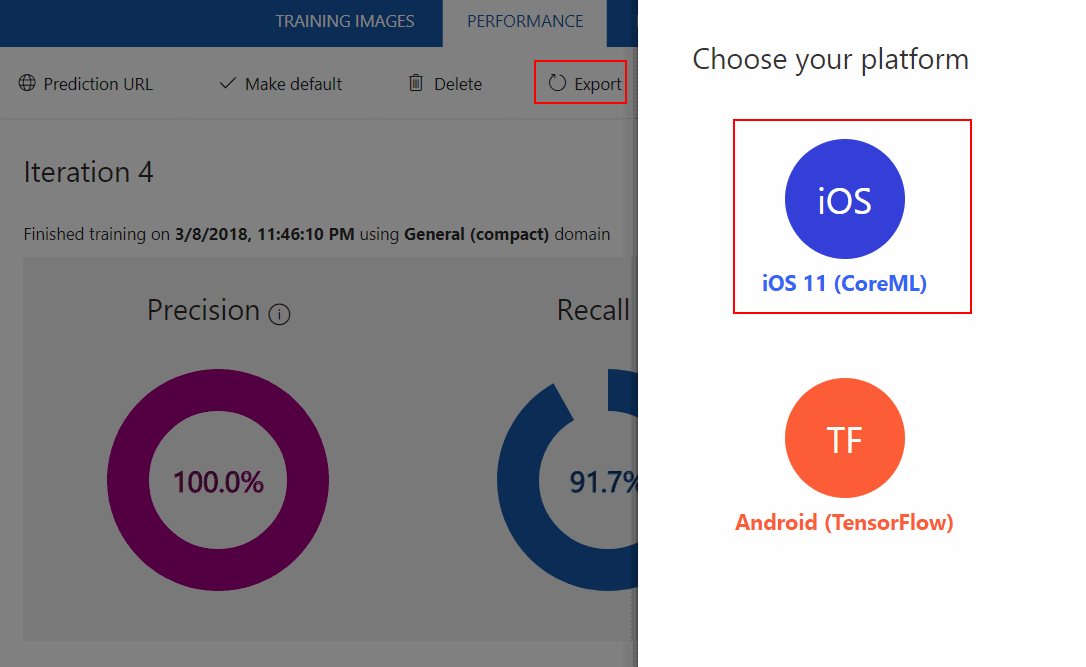 TRAINING IMAGES
PERFORMANCE
Prediction URL
Make default
Delete
Export
Iteration 4
Finished training on 3/8/2018, 11:46:10 PM using General (compact) domain
Precision
i
Recall
100.0%
91.7%
Choose your platform
iOS
iOS 11 (CoreML)
TF
Android (TensorFlow)